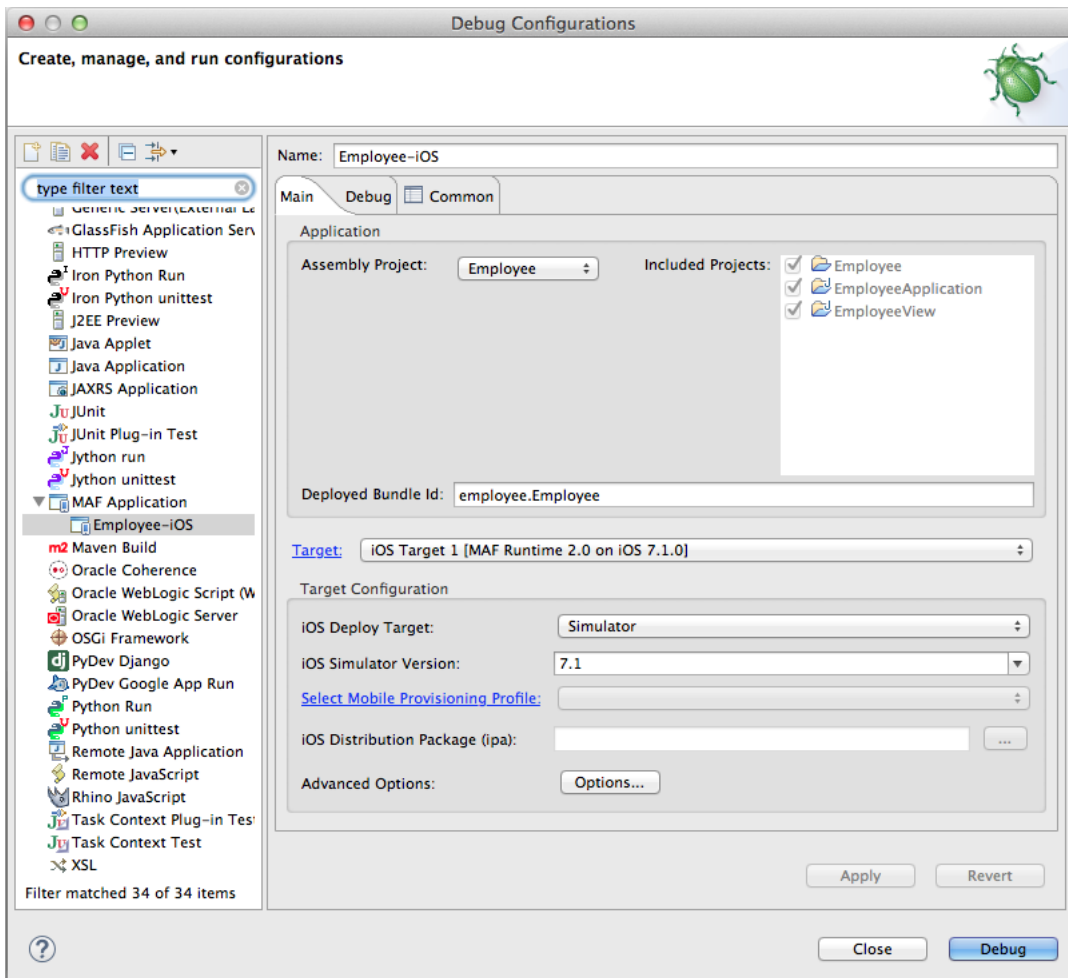 Debug Configurations
Create, manage, and run configurations
type filter text
Generic Server(External La
GlassFish Application Serv
HTTP Preview
Iron Python Run
Iron Python unittest
J2EE Preview
Java Applet
Java Application
JAXRS Application
JUnit
JUnit Plug-in Test
Jython run
Jython unittest
MAF Application
Employee-iOS
m2 Maven Build
Oracle Coherence
Oracle WebLogic Script (W
Oracle WebLogic Server
OSGi Framework
dj PyDev Django
PyDev Google App Run
Python Run
Python unittest
Remote Java Application
Remote JavaScript
Rhino JavaScript
Task Context Plug-in Tes
Task Context Test
XSL
Filter matched 34 of 34 items
Name: Employee-iOS
Main Debug Common
Application
Assembly Project: Employee Included Projects: Employee
EmployeeApplication
EmployeeView
Deployed Bundle Id: employee.Employee
Target: iOS Target 1 [MAF Runtime 2.0 on iOS 7.1.0]
Target Configuration
iOS Deploy Target: Simulator
iOS Simulator Version: 7.1
Select Mobile Provisioning Profile:
iOS Distribution Package (ipa): ...
Advanced Options: Options...
Apply Revert
? Close Debug